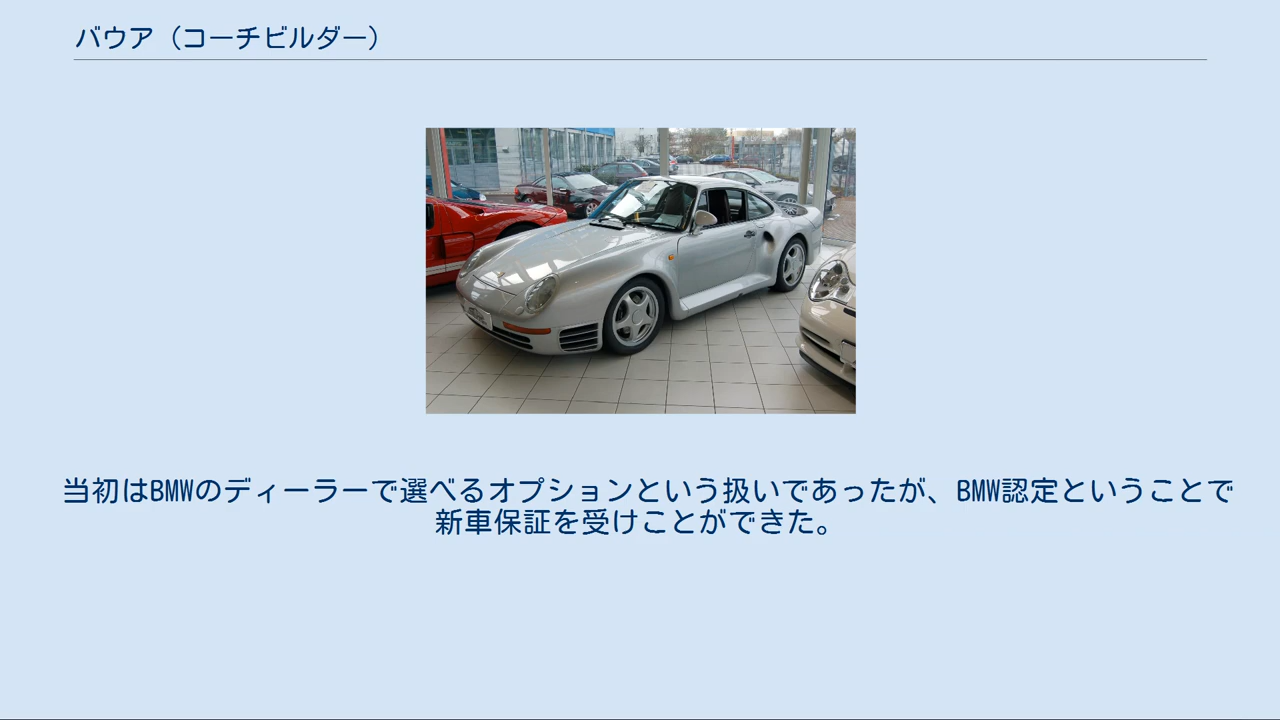 バウア（コーチビルダー）
当初はBMWのディーラーで選べるオプションという扱いであったが、BMW認定ということで
新車保証を受けことができた。